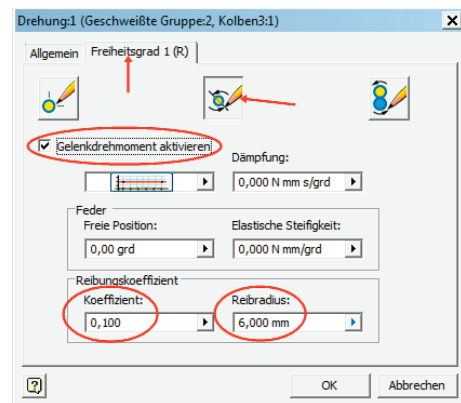 Drehung:1 (Geschweißte Gruppe:2, Kolben3:1)
Allgemein Freiheitsgrad 1 (R)
Gelenkdrehmoment aktivieren
Dämpfung:
0,000 N mm s/grd
Feder
Freie Position: Elastische Steifigkeit:
0,00 grd 0,000 N mm/grd
Reibungskoeffizient
Koeffizient: Reibradius:
0,100 6,000 mm
OK Abbrechen